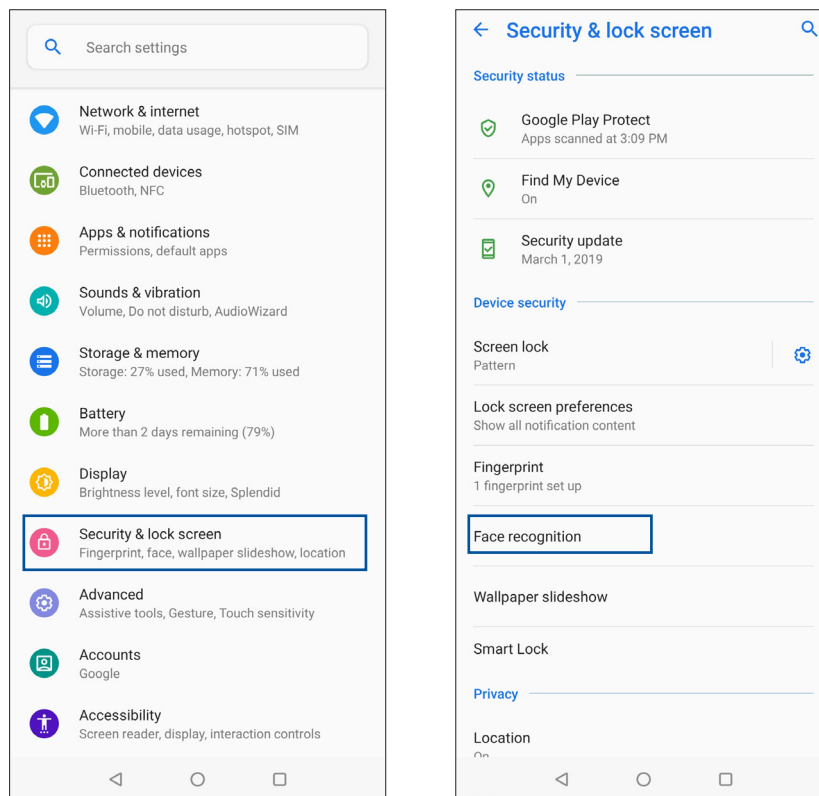 Search settings
Network & internet
Wi-Fi, mobile, data usage, hotspot, SIM
Connected devices
Bluetooth, NFC
Apps & notifications
Permissions, default apps
Sounds & vibration
Volume, Do not disturb, AudioWizard
Storage & memory
Storage: 27% used, Memory: 71% used
Battery
More than 2 days remaining (79%)
Display
Brightness level, font size, Splendid
Security & lock screen
Fingerprint, face, wallpaper slideshow, location
Advanced
Assistive tools, Gesture, Touch sensitivity
Accounts
Google
Accessibility
Screen reader, display, interaction controls
Security & lock screen
Security status
Google Play Protect
Apps scanned at 3:09 PM
Find My Device
On
Security update
March 1, 2019
Device security
Screen lock
Pattern
Lock screen preferences
Show all notification content
Fingerprint
1 fingerprint set up
Face recognition
Wallpaper slideshow
Smart Lock
Privacy
Location
On